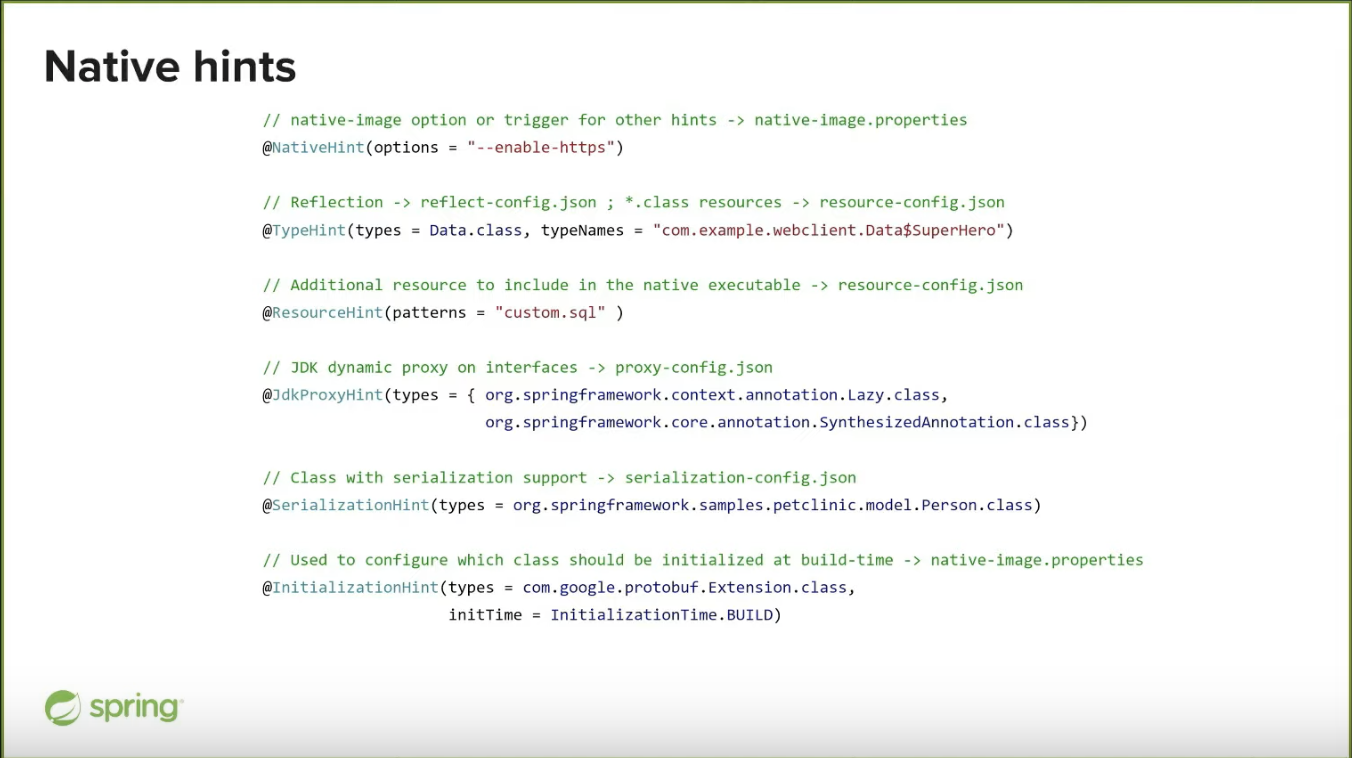 Native hints
// native-image option or trigger for other hints -> native-image.properties
@NativeHint(options = "--enable-https")
// Reflection -> reflect-config.json ; *.class resources -> resource-config.json
@TypeHint(types = Data.class, typeNames = "com.example.webclient.Data$SuperHero")
// Additional resource to include in the native executable -> resource-config.json
@ResourceHint(patterns = "custom.sql" )
// JDK dynamic proxy on interfaces -> proxy-config.json
@JdkProxyHint(types = { org.springframework.context.annotation.Lazy.class,
org.springframework.core.annotation.SynthesizedAnnotation.class})
// Class with serialization support -> serialization-config.json
@SerializationHint(types = org.springframework.samples.petclinic.model.Person.class)
// Used to configure which class should be initialized at build-time -> native-image.properties
@InitializationHint(types = com.google.protobuf.Extension.class,
initTime = InitializationTime.BUILD)
spring